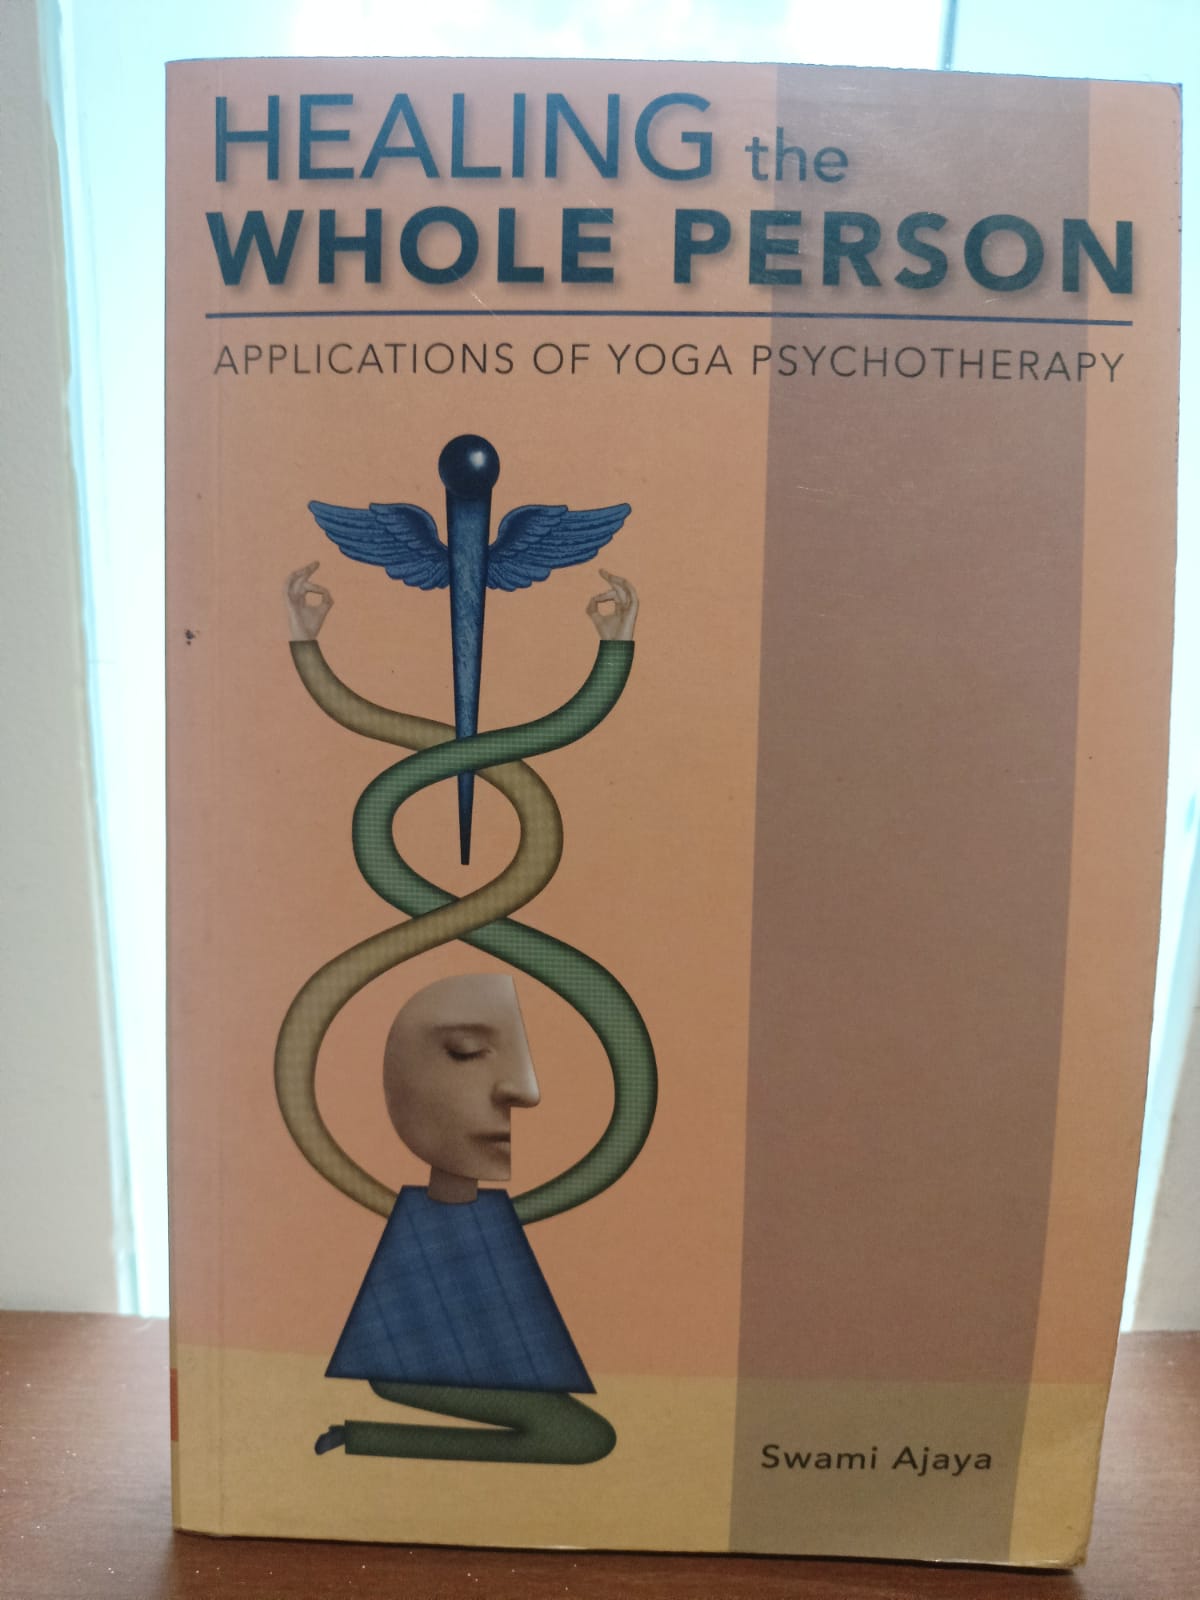 HEALING the
WHOLE PERSON
APPLICATIONS OF YOGA PSYCHOTHERAPY
Swami Ajaya